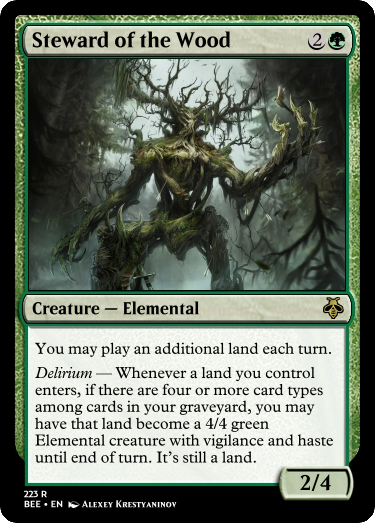 Steward of the Wood 2
Creature — Elemental
You may play an additional land each turn.
Delirium — Whenever a land you control
enters, if there are four or more card types
among cards in your graveyard, you may
have that land become a 4/4 green
Elemental creature with vigilance and haste
until end of turn. It's still a land.
2/4
223 R
BEE • EN Alexey Krestyaninov